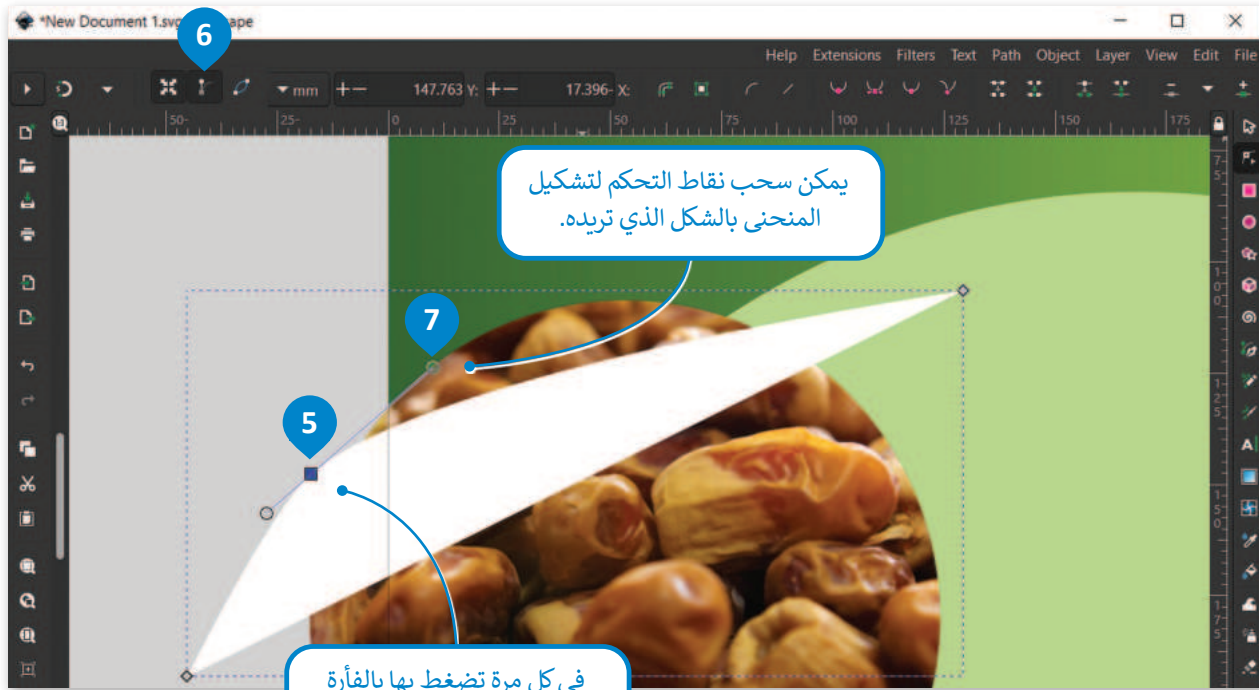 *New Document 1.svg
ape
6
Help Extensions Filters Text Path Object Layer View Edit File
mm 147.763 Y: 17.396- X:
50- 25- 0 25 50 75 100 125 150 175
يمكن سحب نقاط التحكم لتشكيل
المنحنى بالشكل الذي تريده.
7
5
في كل مرة تضغط بها بالفأرة